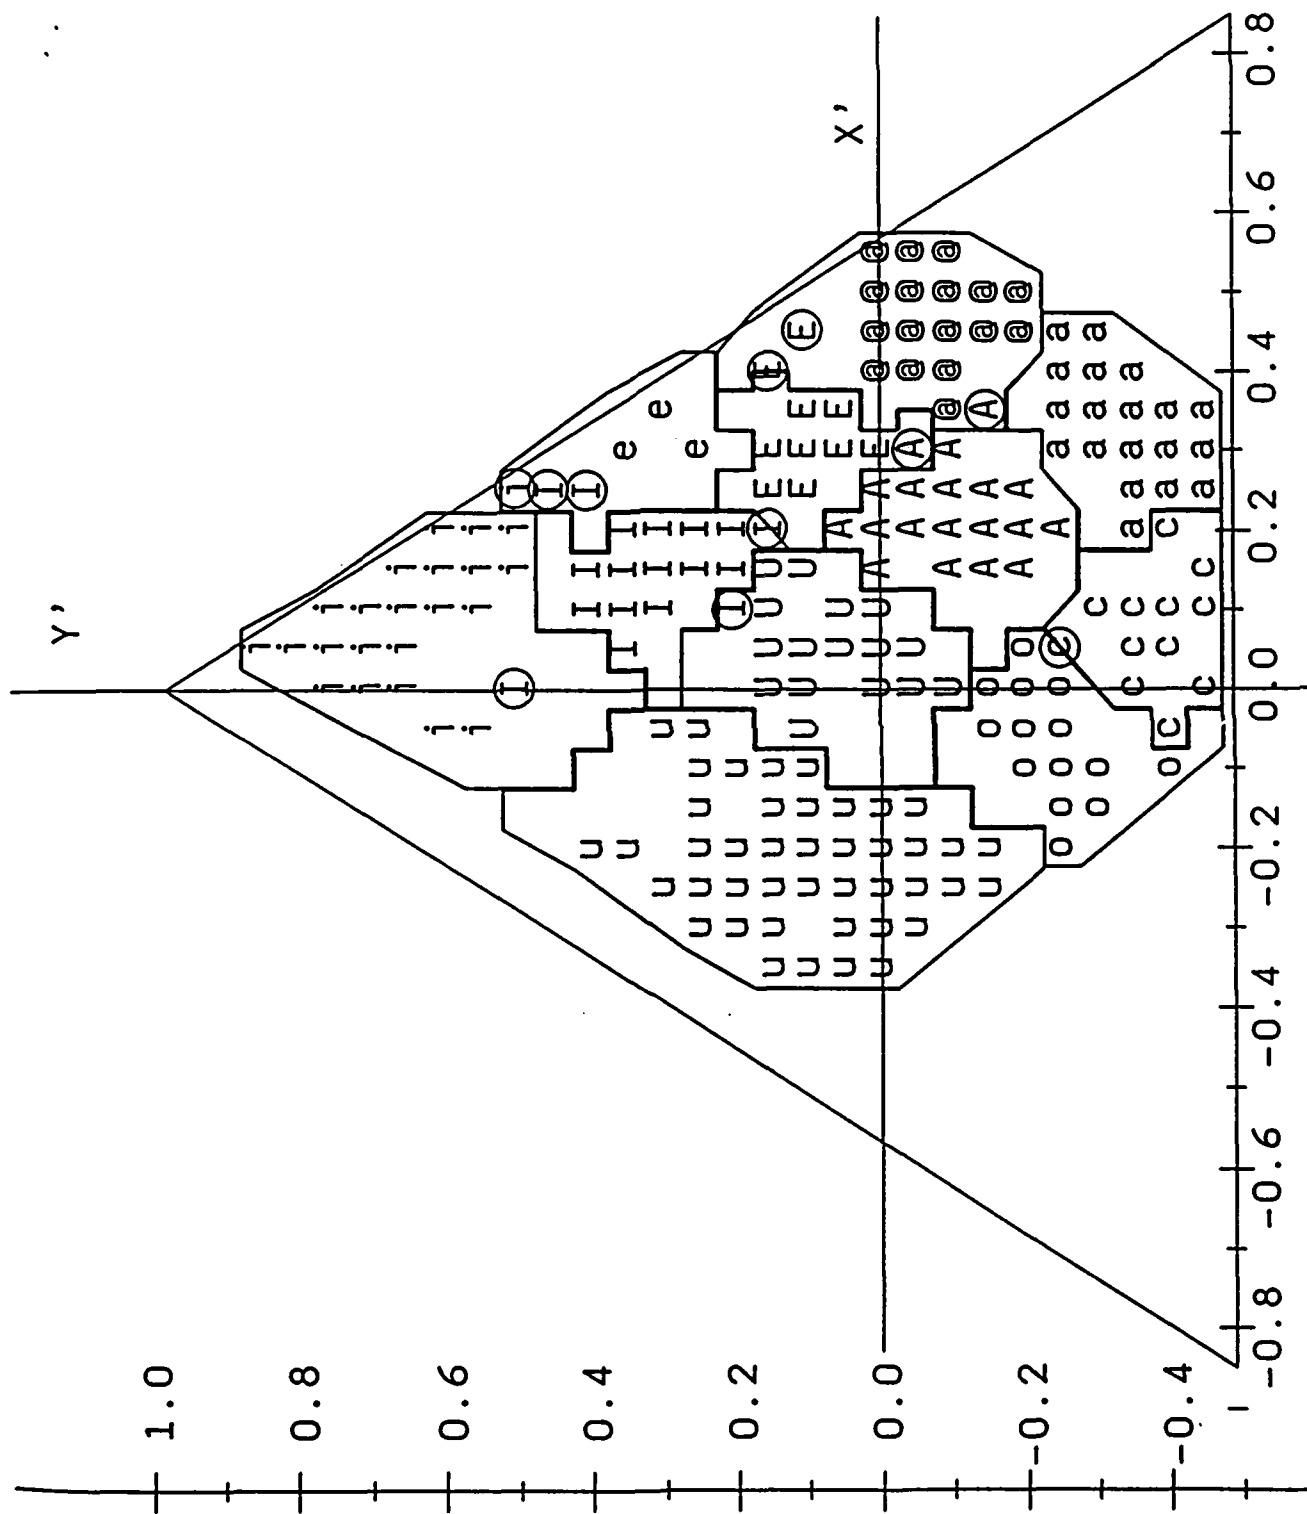 Y'
X'
0.8
0.6
@ @ @
@ @ @ @ @
E @ @ @ @ @ a a
0.4
E @ @ @ a a a
e E E @ A a a a a a
e e E E E E A A a a a a a
i I I E E A A A A A a a a
0.2
i i i I I I I I A A A A A A A a c
i i i i I I I I I U U A A A A c
i i i i i I I I I U U U c c c
i i i i i I U U U U U o c c c
0.0
i i i I U U U U U U o o o c c
i i u u U o o o c
u u u u o o o o
u u u u u u o o
-0.2
u u u u u u u u u u u o
u u u u u u u u u u
u u u u u u
u u u u
-0.4
-0.6
-0.8
1.0
0.8
0.6
0.4
0.2
0.0
-0.2
-0.4